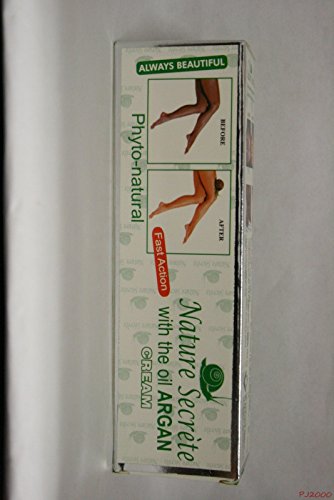 ALWAYS BEAUTIFUL
BEFORE
AFTER
Phyto-natural
Fast Action
Nature Secrète
with the oil ARGAN
CREAM
PJ2000